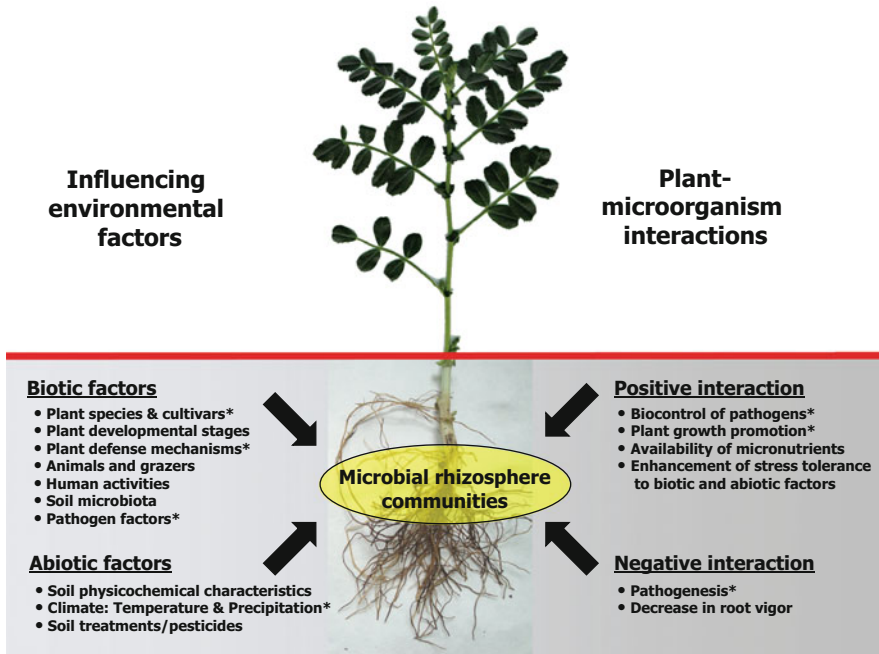 Influencing
environmental
factors
Plant-
microorganism
interactions
Biotic factors
• Plant species & cultivars*
• Plant developmental stages
• Plant defense mechanisms*
• Animals and grazers
• Human activities
• Soil microbiota
• Pathogen factors*
Abiotic factors
• Soil physicochemical characteristics
• Climate: Temperature & Precipitation*
• Soil treatments/pesticides
Microbial rhizosphere
communities
Positive interaction
• Biocontrol of pathogens*
• Plant growth promotion*
• Availability of micronutrients
• Enhancement of stress tolerance
to biotic and abiotic factors
Negative interaction
• Pathogenesis*
• Decrease in root vigor